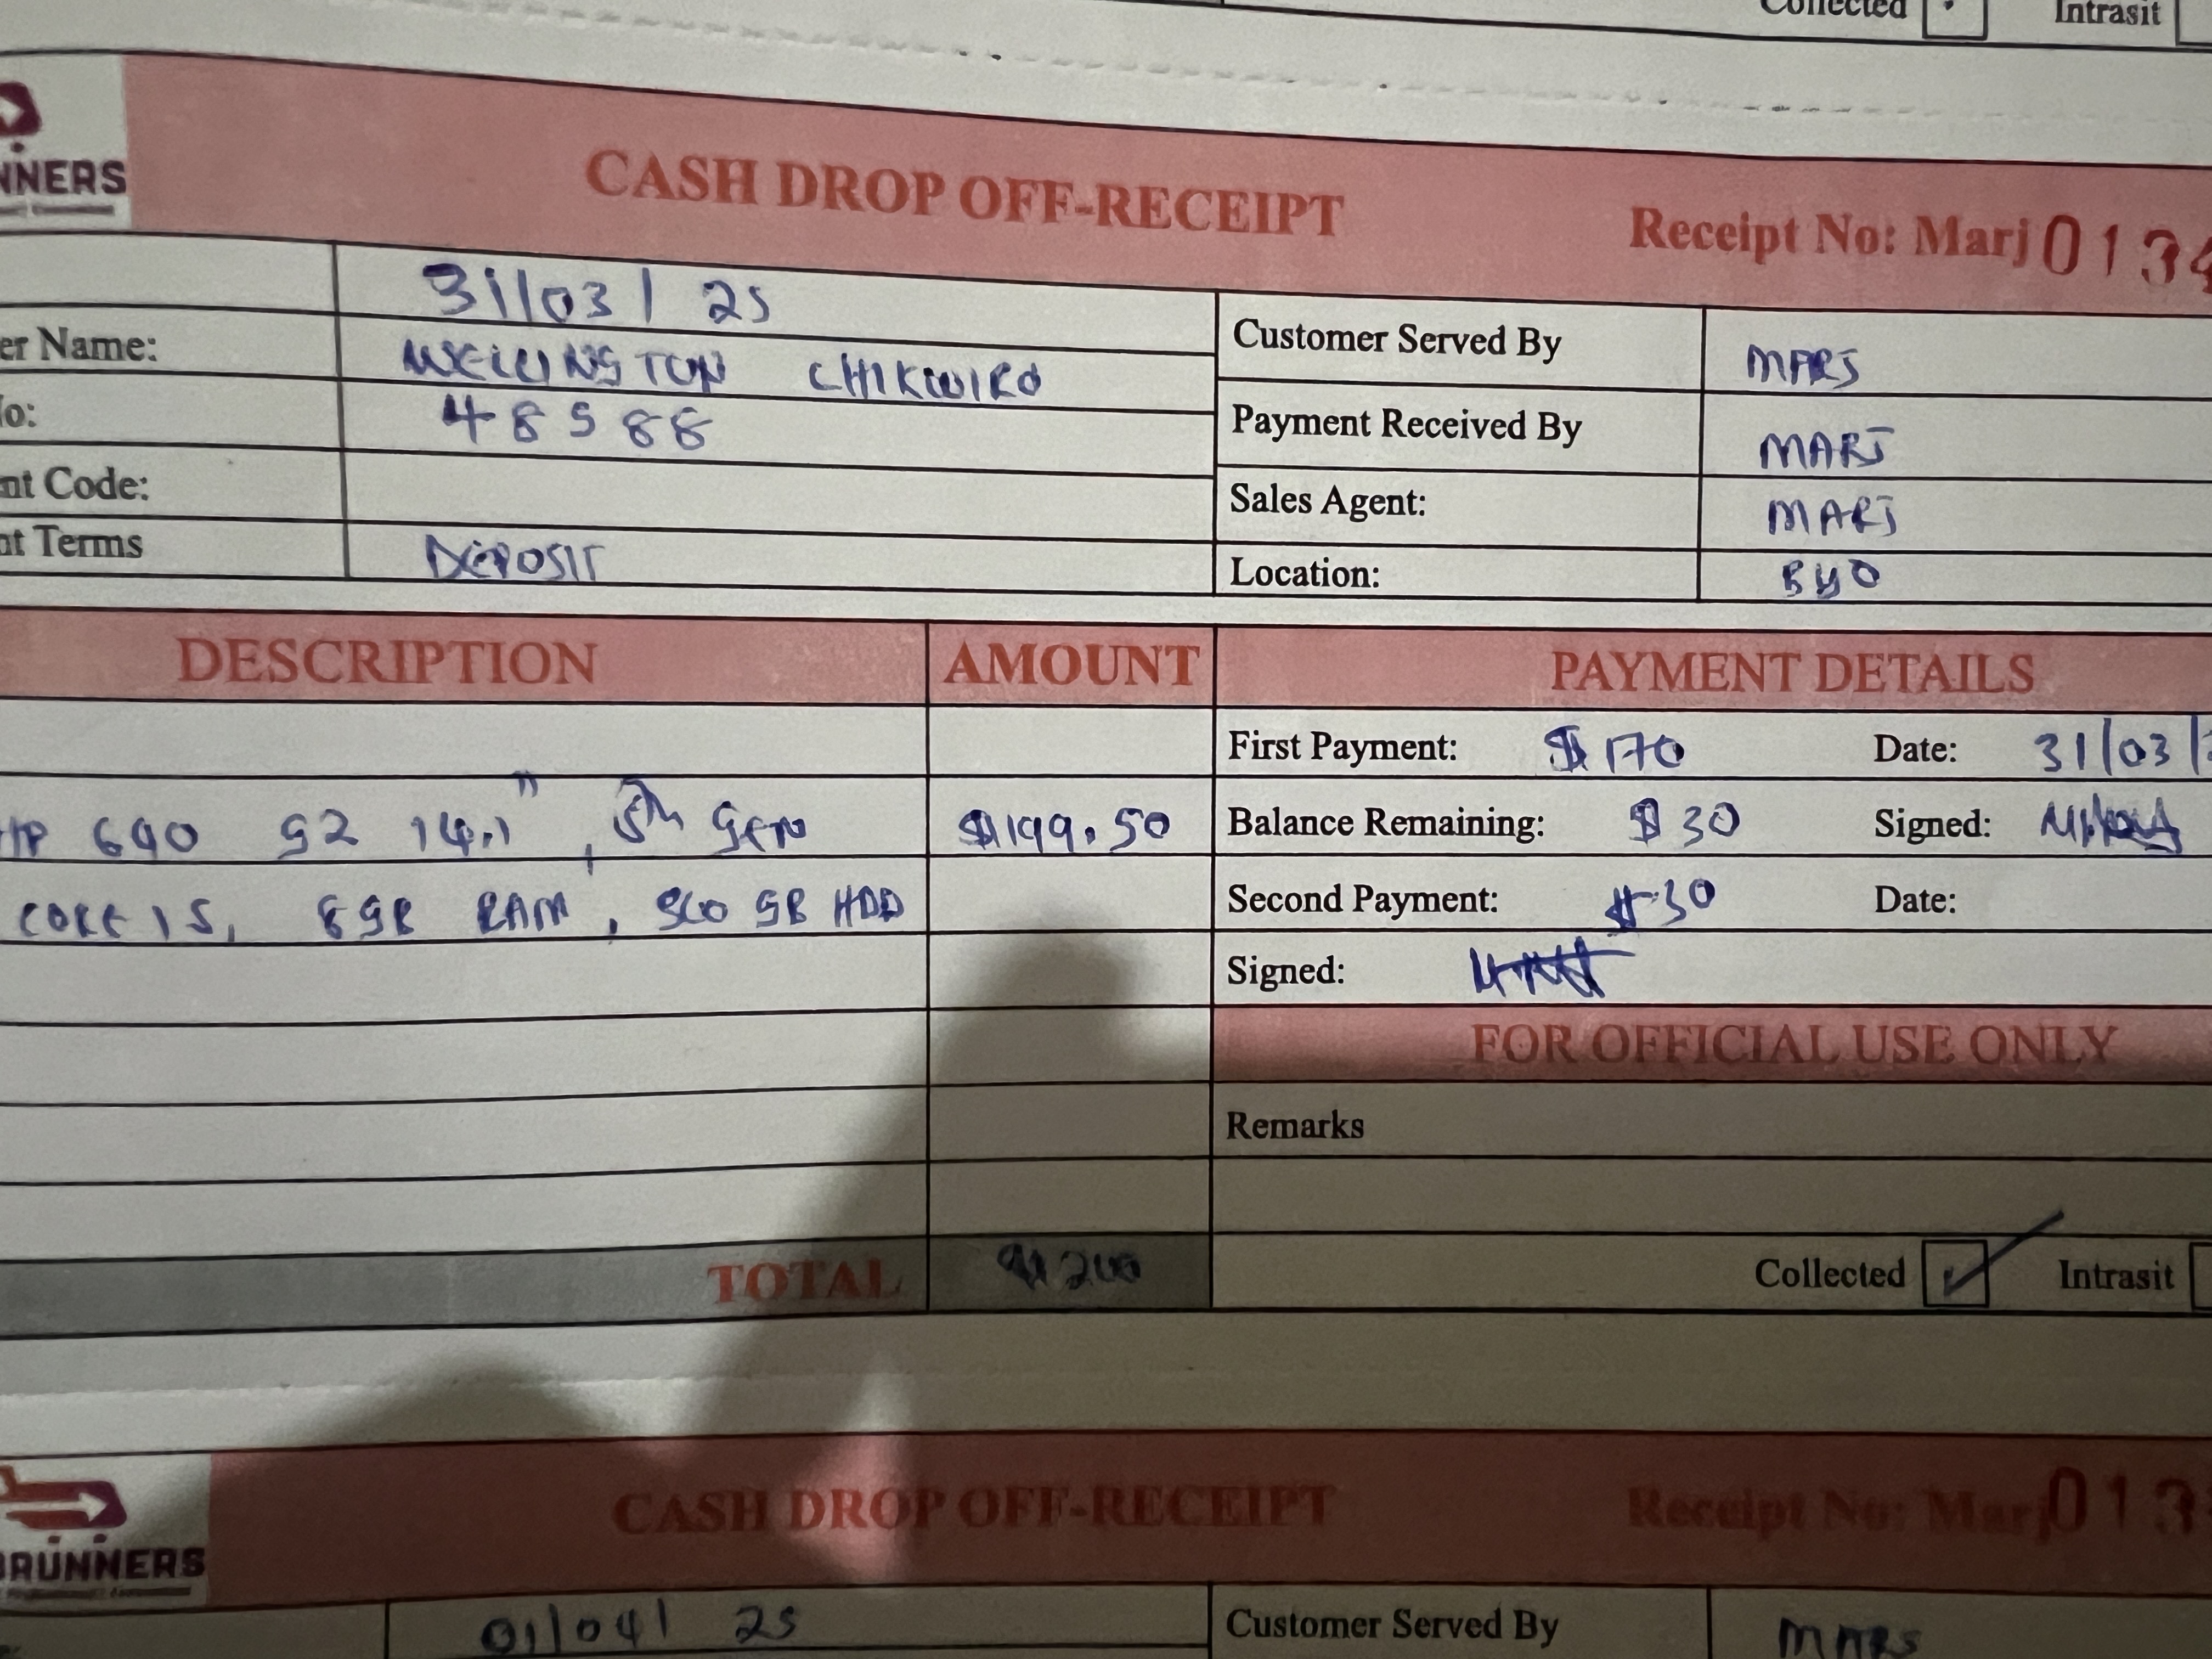 Collected Intrasit
NNERS
CASH DROP OFF-RECEIPT
Receipt No: Marj 0134
31/03/25
er Name: WELLINGTON CHIKWIRO
o: 48588
nt Code:
nt Terms DEPOSIT
Customer Served By MARJ
Payment Received By MARJ
Sales Agent: MARJ
Location: BYO
DESCRIPTION AMOUNT PAYMENT DETAILS
First Payment: $170 Date: 31/03/
HP 640 G2 14.1", 5th Gen $199.50 Balance Remaining: $30 Signed:
CORE I5, 8GB RAM, 500 GB HDD Second Payment: $30 Date:
Signed:
FOR OFFICIAL USE ONLY
Remarks
TOTAL $200 Collected Intrasit
RUNNERS
CASH DROP OFF-RECEIPT
Receipt No: Marj 013
01/04/25 Customer Served By MARJ